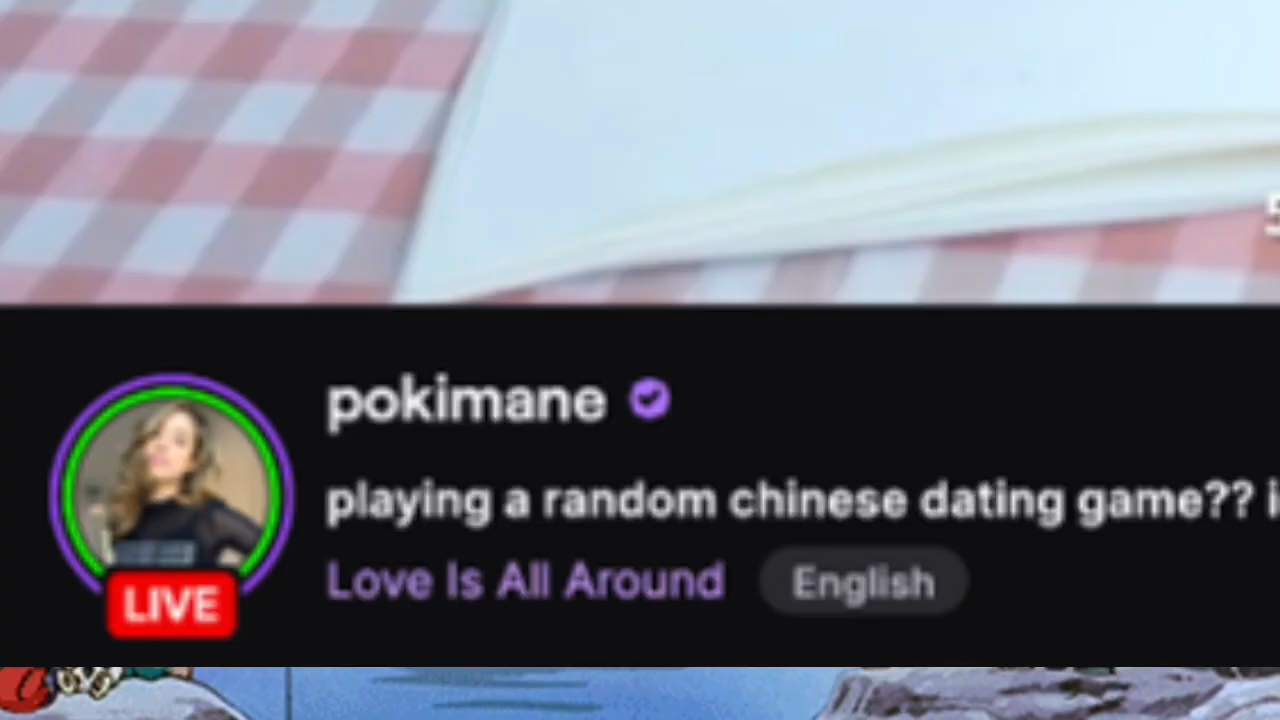 pokimane
playing a random chinese dating game??
Love Is All Around
English
LIVE